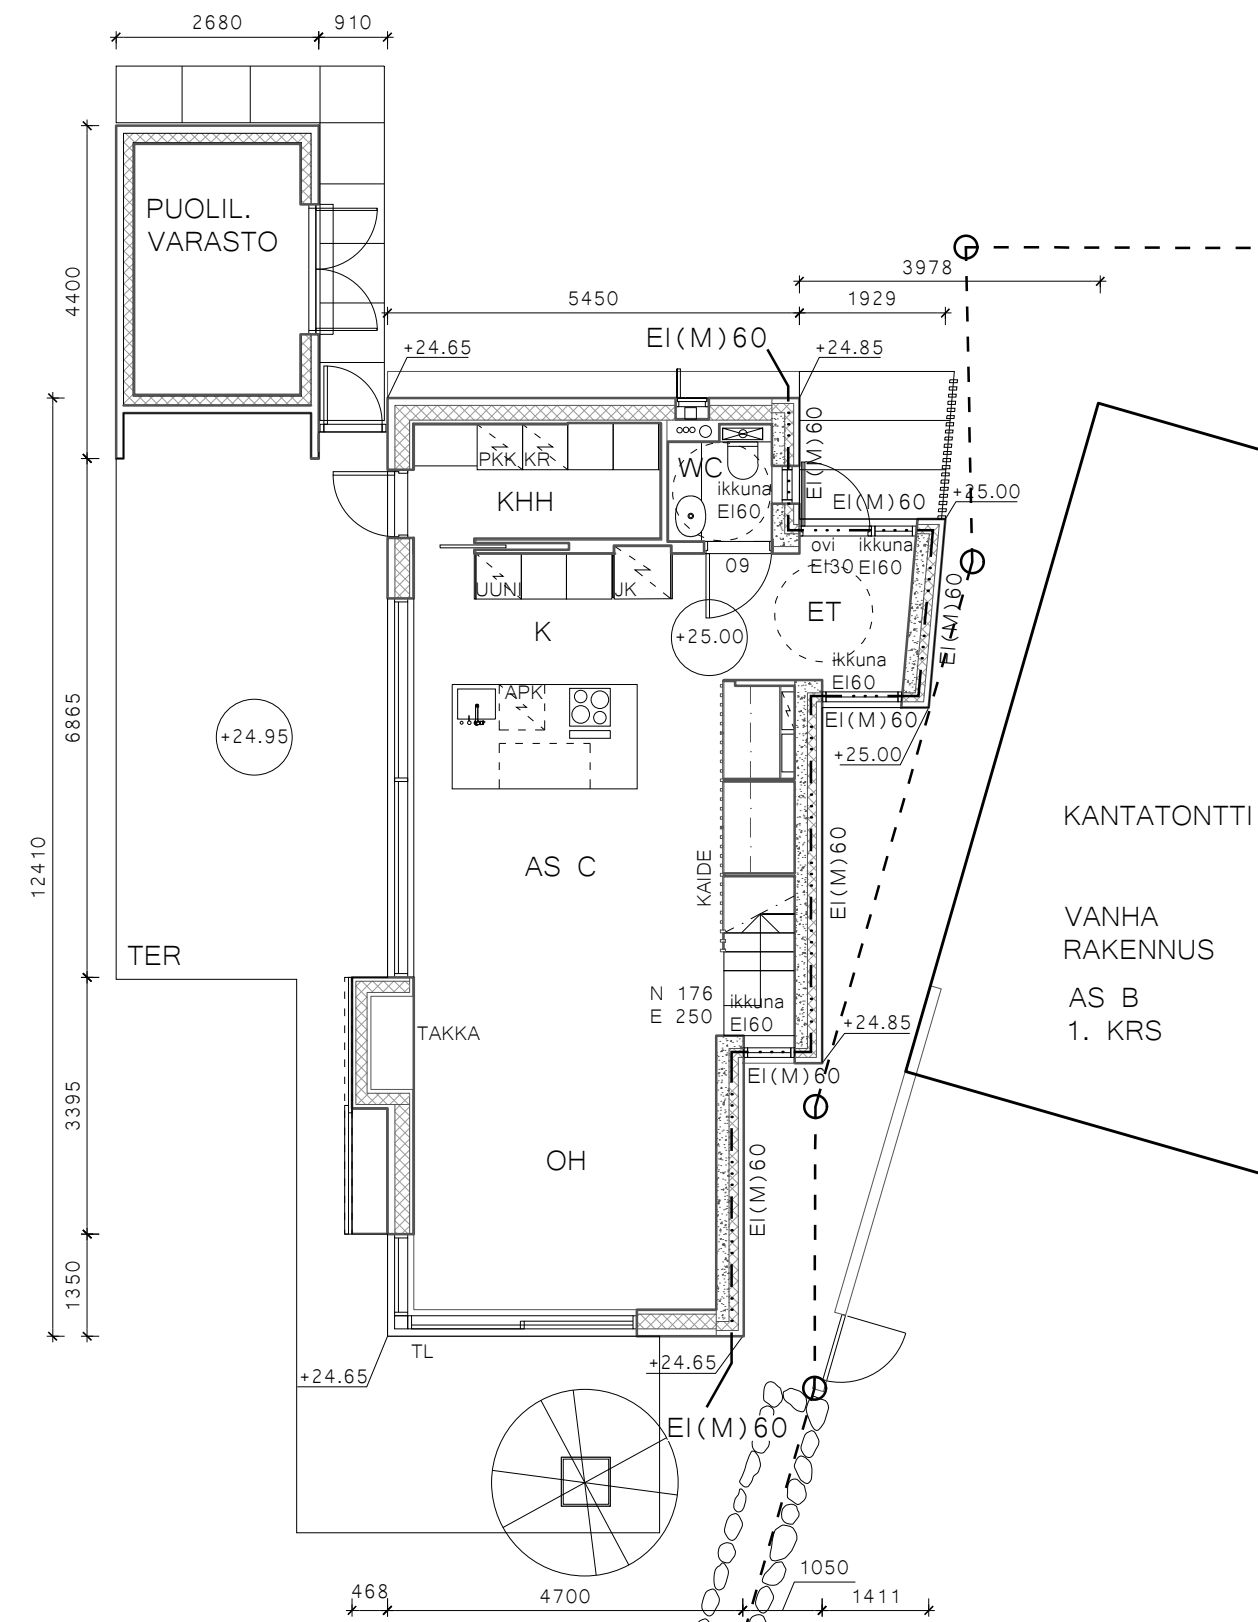 2680
910
PUOLIL.
VARASTO
4400
3978
5450
1929
EI(M)60
+24.65
+24.85
EI(M)60
PKK
KR
WC
ikkuna
EI60
KHH
EI(M)60
+25.00
ovi
EI30
ikkuna
EI60
09
UUNI
JK
EI(M)60
K
+25.00
ET
ikkuna
EI60
APK
EI(M)60
+25.00
+24.95
6865
12410
KANTATONTTI
AS C
KAIDE
EI(M)60
VANHA
RAKENNUS
AS B
1. KRS
TER
N 176
E 250
ikkuna
EI60
+24.85
TAKKA
EI(M)60
3395
OH
EI(M)60
1350
TL
+24.65
+24.65
EI(M)60
468
4700
1050
1411